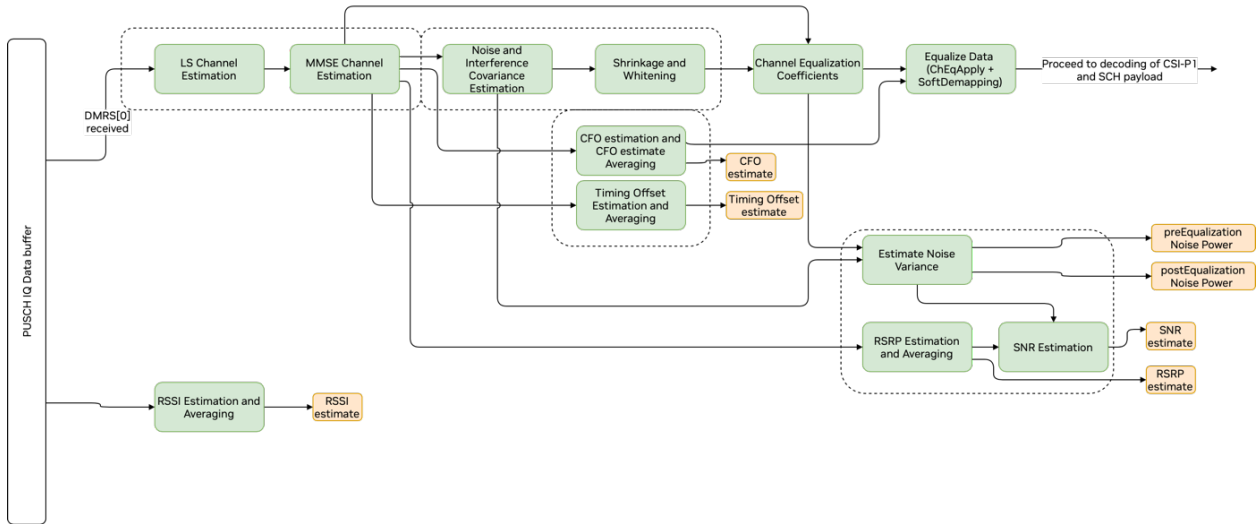 PUSCH IQ Data buffer
DMRS[0]
received
LS Channel
Estimation
MMSE Channel
Estimation
Noise and
Interference
Covariance
Estimation
Shrinkage and
Whitening
Channel Equalization
Coefficients
Equalize Data
(ChEqApply +
SoftDemapping)
Proceed to decoding of CSI-P1
and SCH payload
CFO estimation and
CFO estimate
Averaging
CFO
estimate
Timing Offset
Estimation and
Averaging
Timing Offset
estimate
Estimate Noise
Variance
preEqualization
Noise Power
postEqualization
Noise Power
RSRP Estimation
and Averaging
SNR Estimation
SNR
estimate
RSRP
estimate
RSSI Estimation and
Averaging
RSSI
estimate